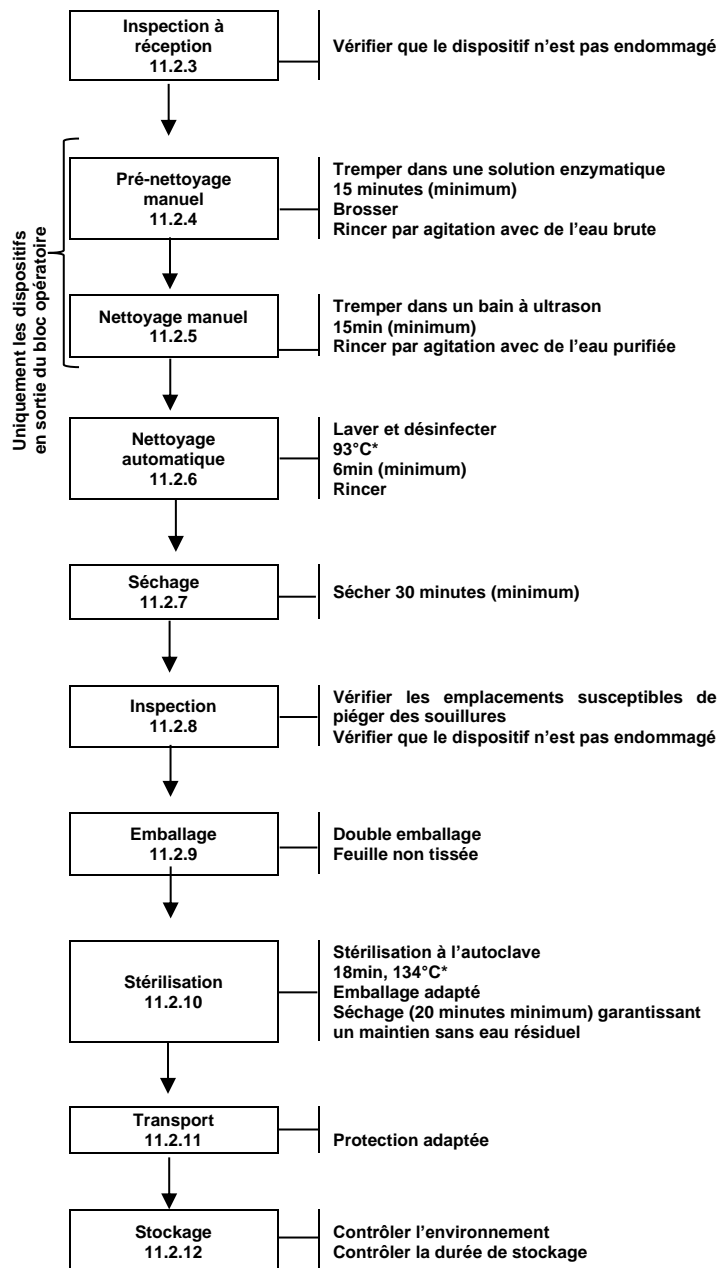 Inspection à
réception
11.2.3
Vérifier que le dispositif n’est pas endommagé
Uniquement les dispositifs
en sortie du bloc opératoire
Pré-nettoyage
manuel
11.2.4
Tremper dans une solution enzymatique
15 minutes (minimum)
Brosser
Rincer par agitation avec de l’eau brute
Nettoyage manuel
11.2.5
Tremper dans un bain à ultrason
15min (minimum)
Rincer par agitation avec de l’eau purifiée
Nettoyage
automatique
11.2.6
Laver et désinfecter
93°C*
6min (minimum)
Rincer
Séchage
11.2.7
Sécher 30 minutes (minimum)
Inspection
11.2.8
Vérifier les emplacements susceptibles de
piéger des souillures
Vérifier que le dispositif n’est pas endommagé
Emballage
11.2.9
Double emballage
Feuille non tissée
Stérilisation
11.2.10
Stérilisation à l’autoclave
18min, 134°C*
Emballage adapté
Séchage (20 minutes minimum) garantissant
un maintien sans eau résiduel
Transport
11.2.11
Protection adaptée
Stockage
11.2.12
Contrôler l’environnement
Contrôler la durée de stockage